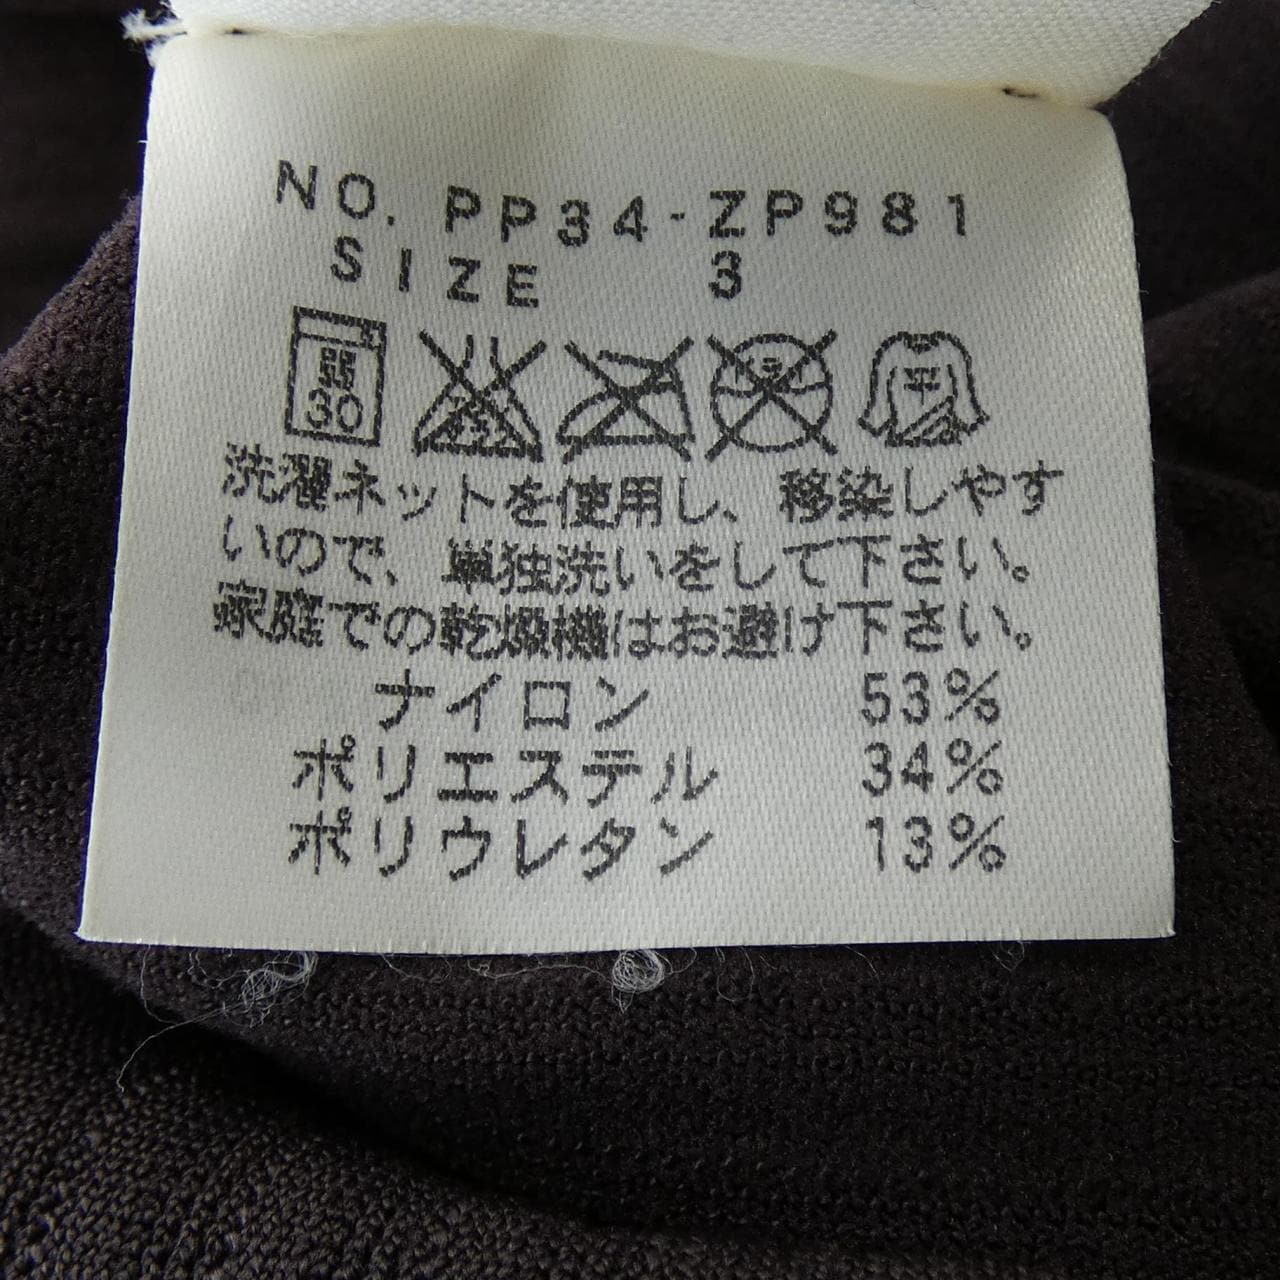 NO. PP34-ZP981
SIZE 3
弱 30 平
洗濯ネットを使用し、移染しやす
いので、単独洗いをして下さい。
家庭での乾燥機はお避け下さい。
ナイロン 53%
ポリエステル 34%
ポリウレタン 13%